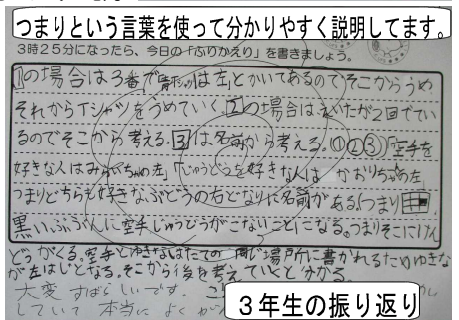 つまりという言葉を使って分かりやすく説明してます。
3時25分になったら、今日の「ふりかえり」を書きましょう。
1の場合は3番が「青シャツは左」とかいてあるのでそこからうめ
それからTシャツをうめていく。2の場合は
が2回でてい
るのでそこから考える。3は名前から考える。①②③「空手を
好きな人はみらいちゃんの左」「じゅうどうを好きな人は かおりちゃんの左」
つまりどちらも好きなぶどうの右どなりに名前がある。つまり
黒いぶぶんに空手じゅうどうがこないことになる。つまりそこにけん
どうがくる。空手とゆきなはたての同じ場所に書かれるためゆきな
が左はじとなる。そこから後を考えていくと分かる。
大変 すばらしいです。
していて 本当に よく
3年生の振り返り